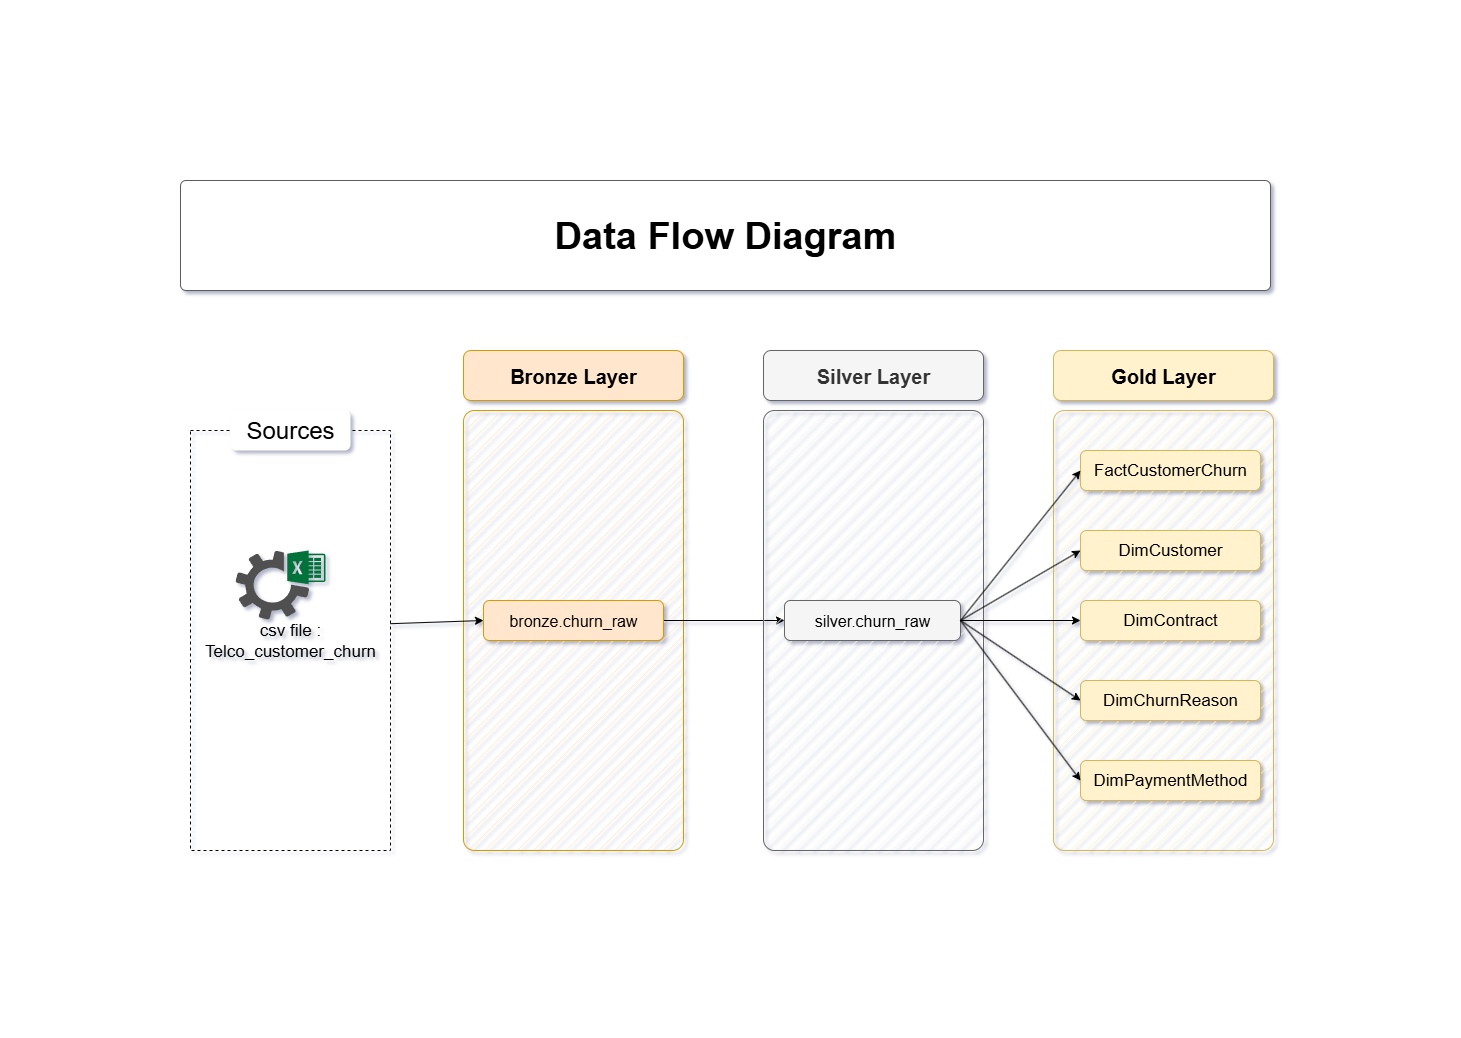 Data Flow Diagram
Bronze Layer
Silver Layer
Gold Layer
Sources
X
csv file :
Telco_customer_churn
bronze.churn_raw
silver.churn_raw
FactCustomerChurn
DimCustomer
DimContract
DimChurnReason
DimPaymentMethod